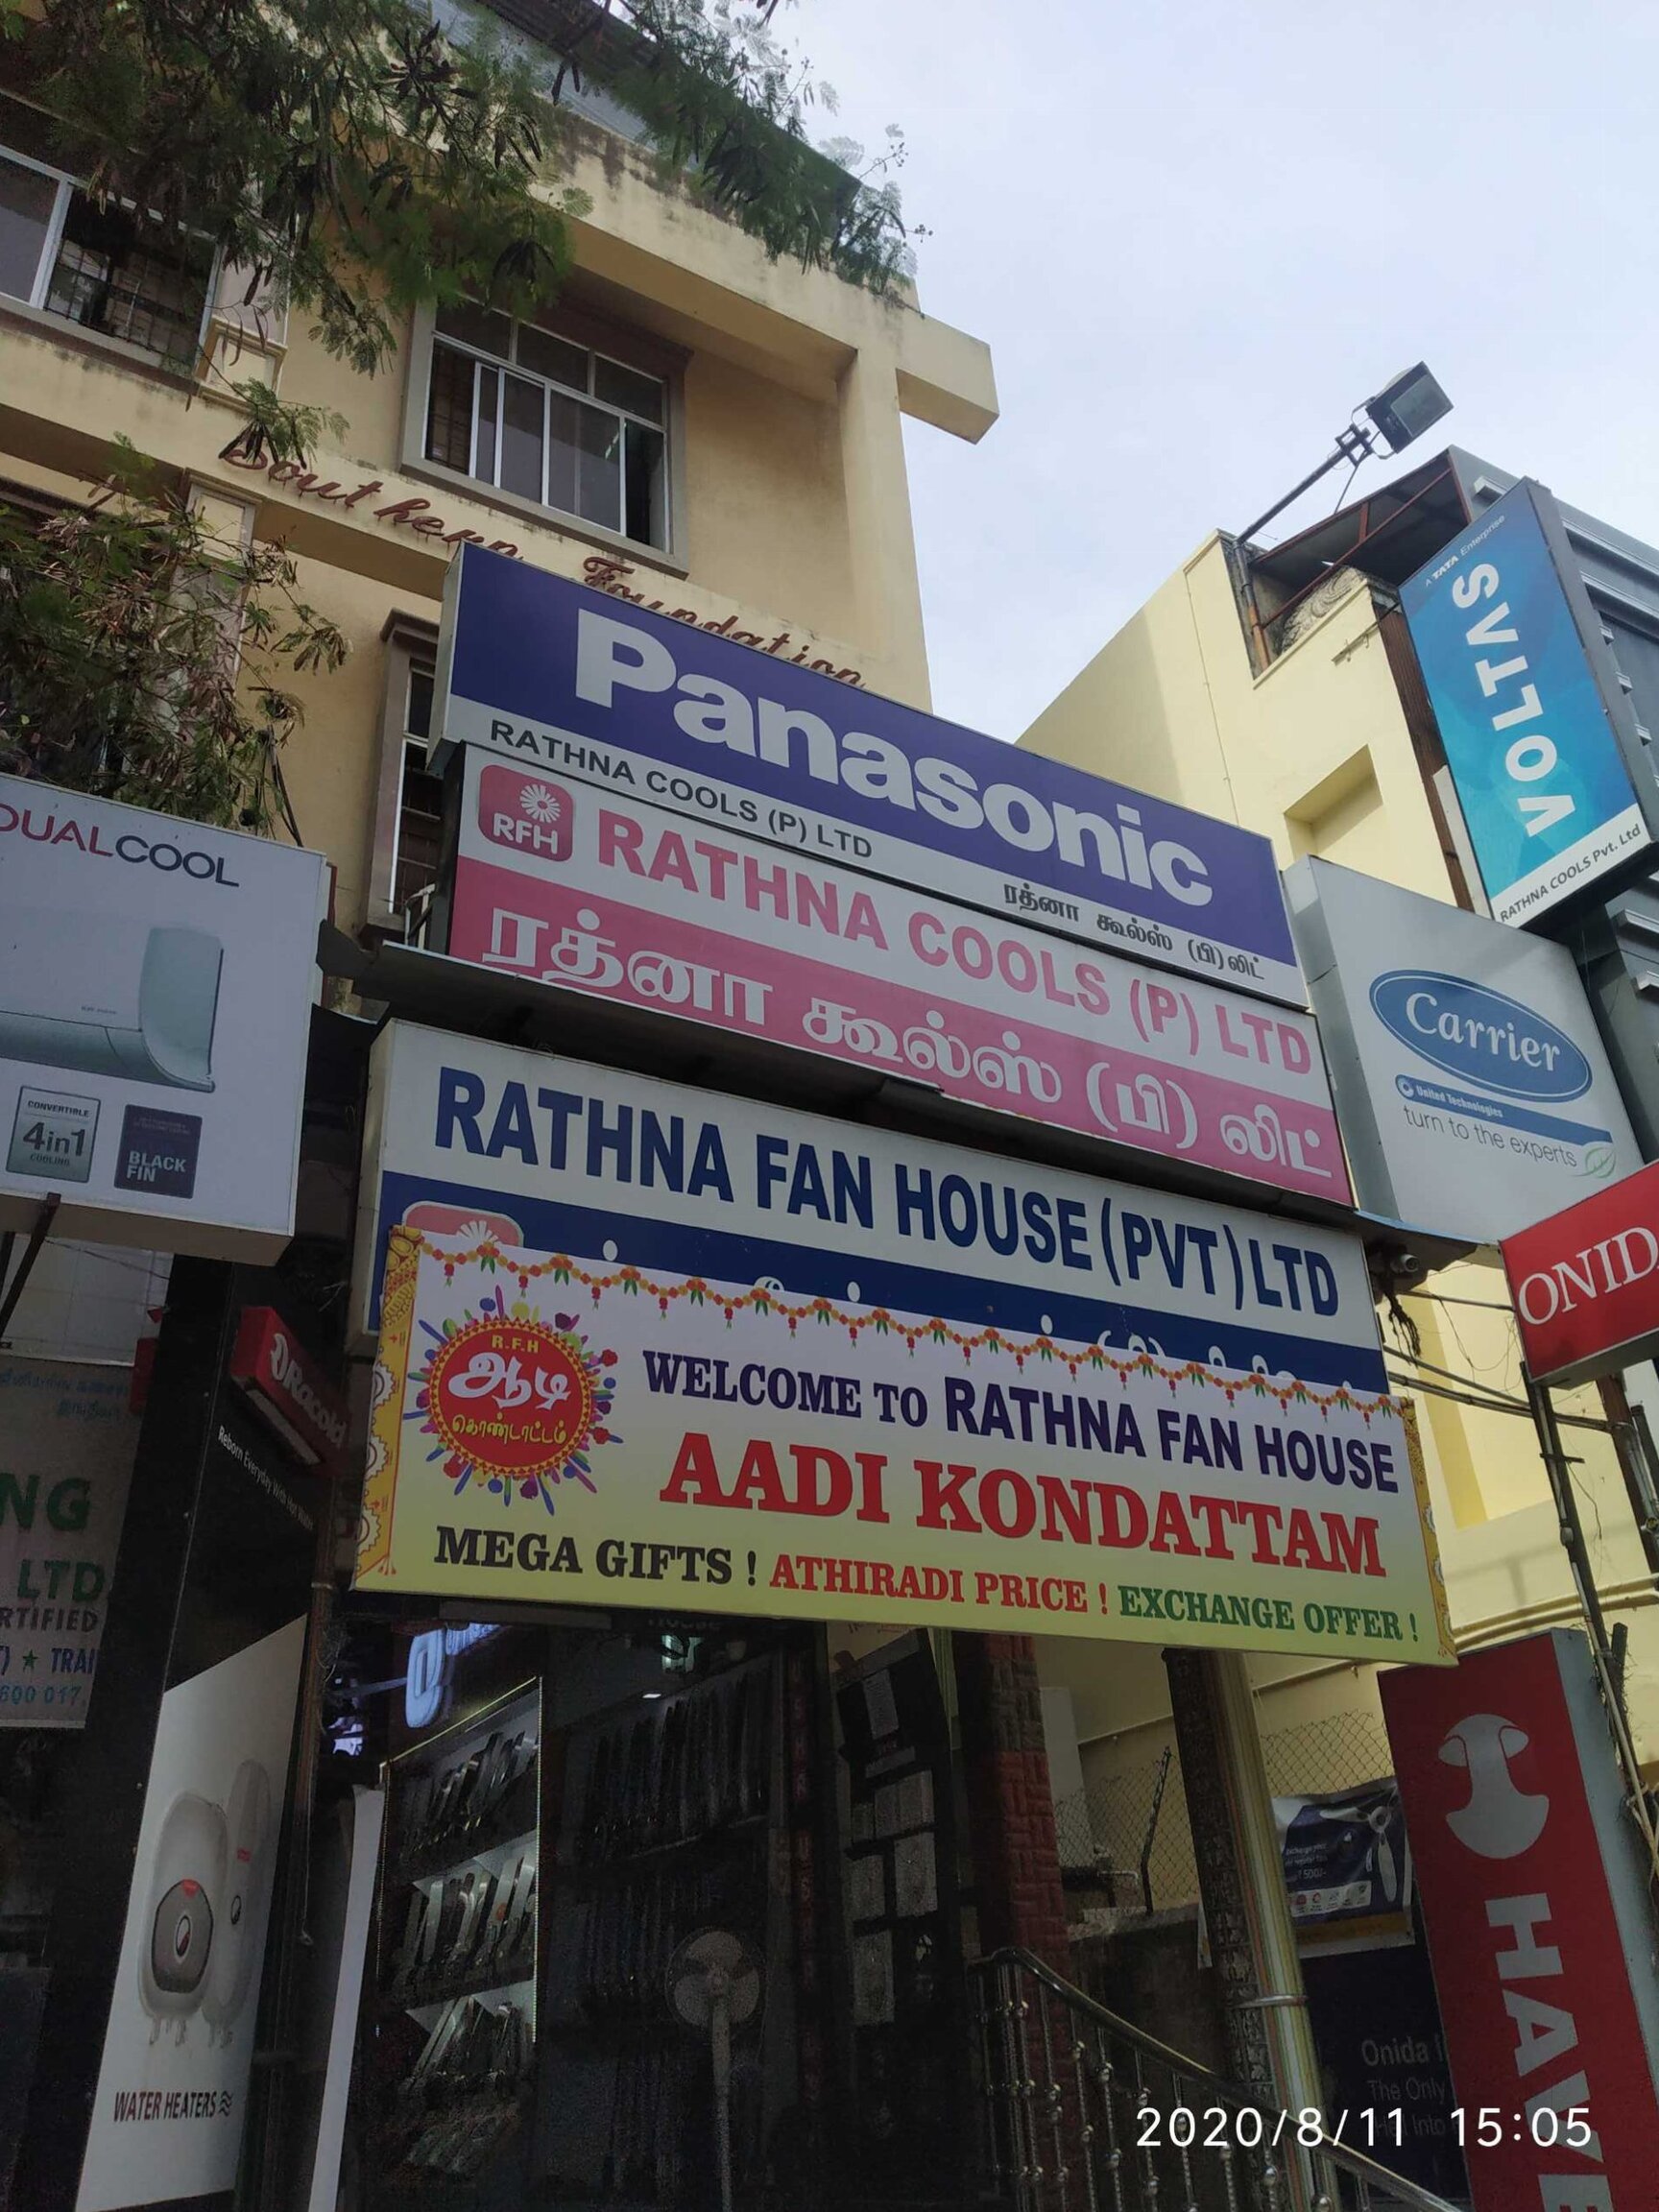 Southern Foundation
Panasonic
RATHNA COOLS (P) LTD
ரத்னா கூல்ஸ் (பி) லிட்
RFH
RATHNA COOLS (P) LTD
ரத்னா கூல்ஸ் (பி) லிட்
RATHNA FAN HOUSE (PVT) LTD
R.F.H
ஆடி
கொண்டாட்டம்
WELCOME TO RATHNA FAN HOUSE
AADI KONDATTAM
MEGA GIFTS ! ATHIRADI PRICE ! EXCHANGE OFFER !
A TATA Enterprise
VOLTAS
RATHNA COOLS Pvt. Ltd
Carrier
United Technologies
turn to the experts
ONID
HAVE
Onida
The Only
DUALCOOL
CONVERTIBLE
4in1
COOLING
BLACK
FIN
Racold
Reborn Everyday With Hot
NG
LTD
RTIFIED
) ★ TRAI
600 017.
WATER HEATERS
2020/8/11 15:05